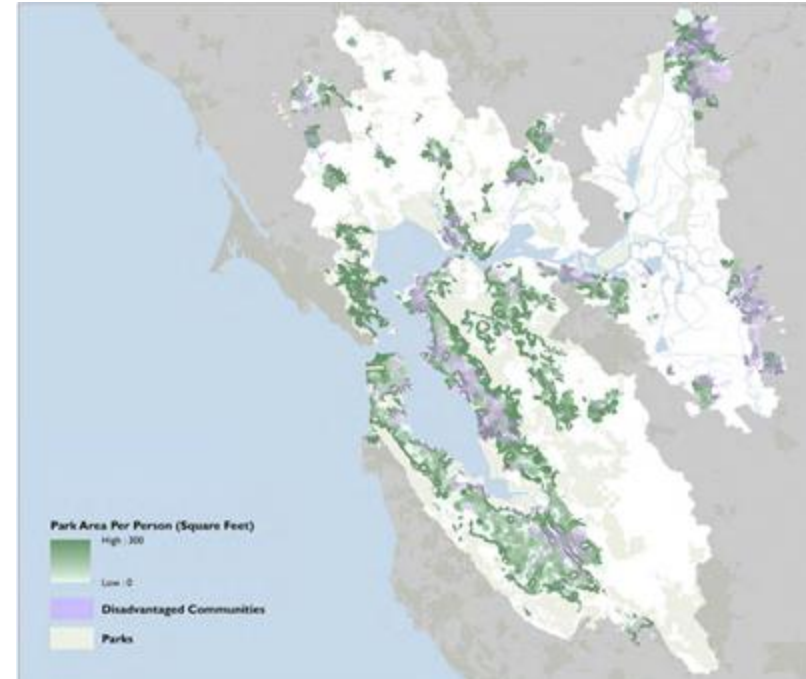 Park Area Per Person (Square Feet)
High : 300
Low : 0
Disadvantaged Communities
Parks